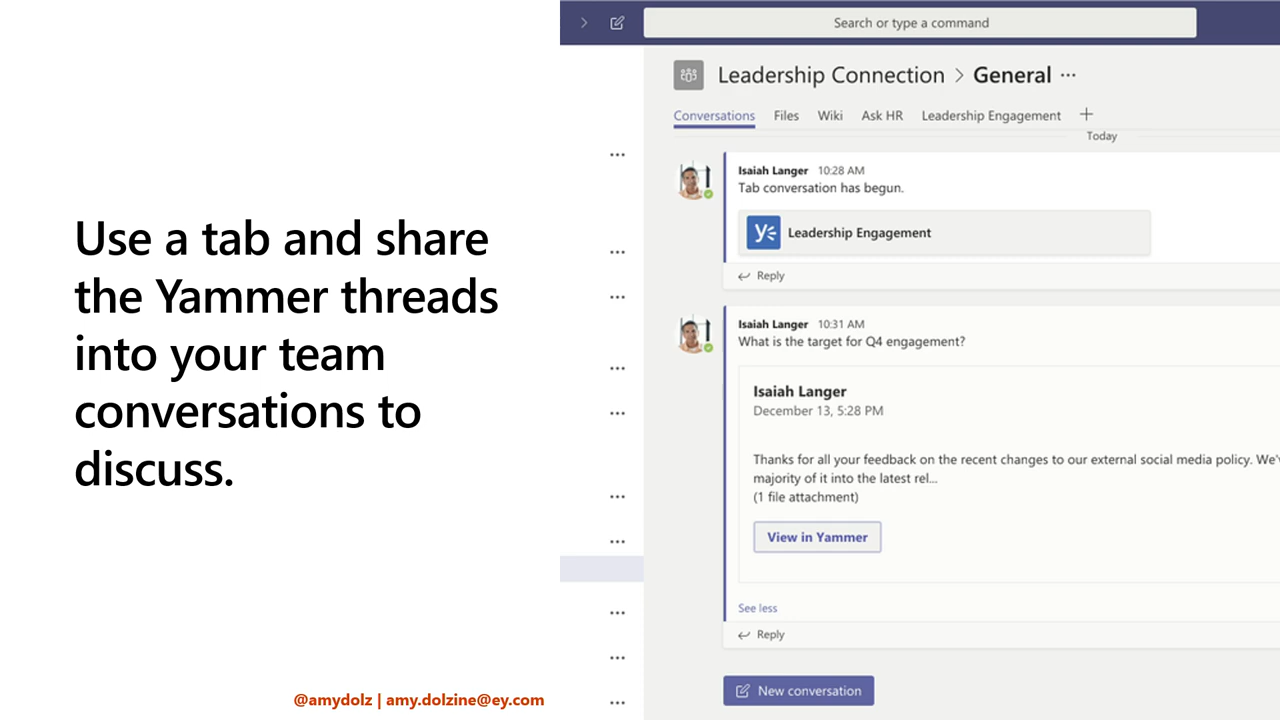 Use a tab and share
the Yammer threads
into your team
conversations to
discuss.
@amydolz | amy.dolzine@ey.com
Search or type a command
Leadership Connection > General ...
Conversations Files Wiki Ask HR Leadership Engagement +
Today
Isaiah Langer 10:28 AM
Tab conversation has begun.
Leadership Engagement
Reply
Isaiah Langer 10:31 AM
What is the target for Q4 engagement?
Isaiah Langer
December 13, 5:28 PM
Thanks for all your feedback on the recent changes to our external social media policy. We'v
majority of it into the latest rel...
(1 file attachment)
View in Yammer
See less
Reply
New conversation